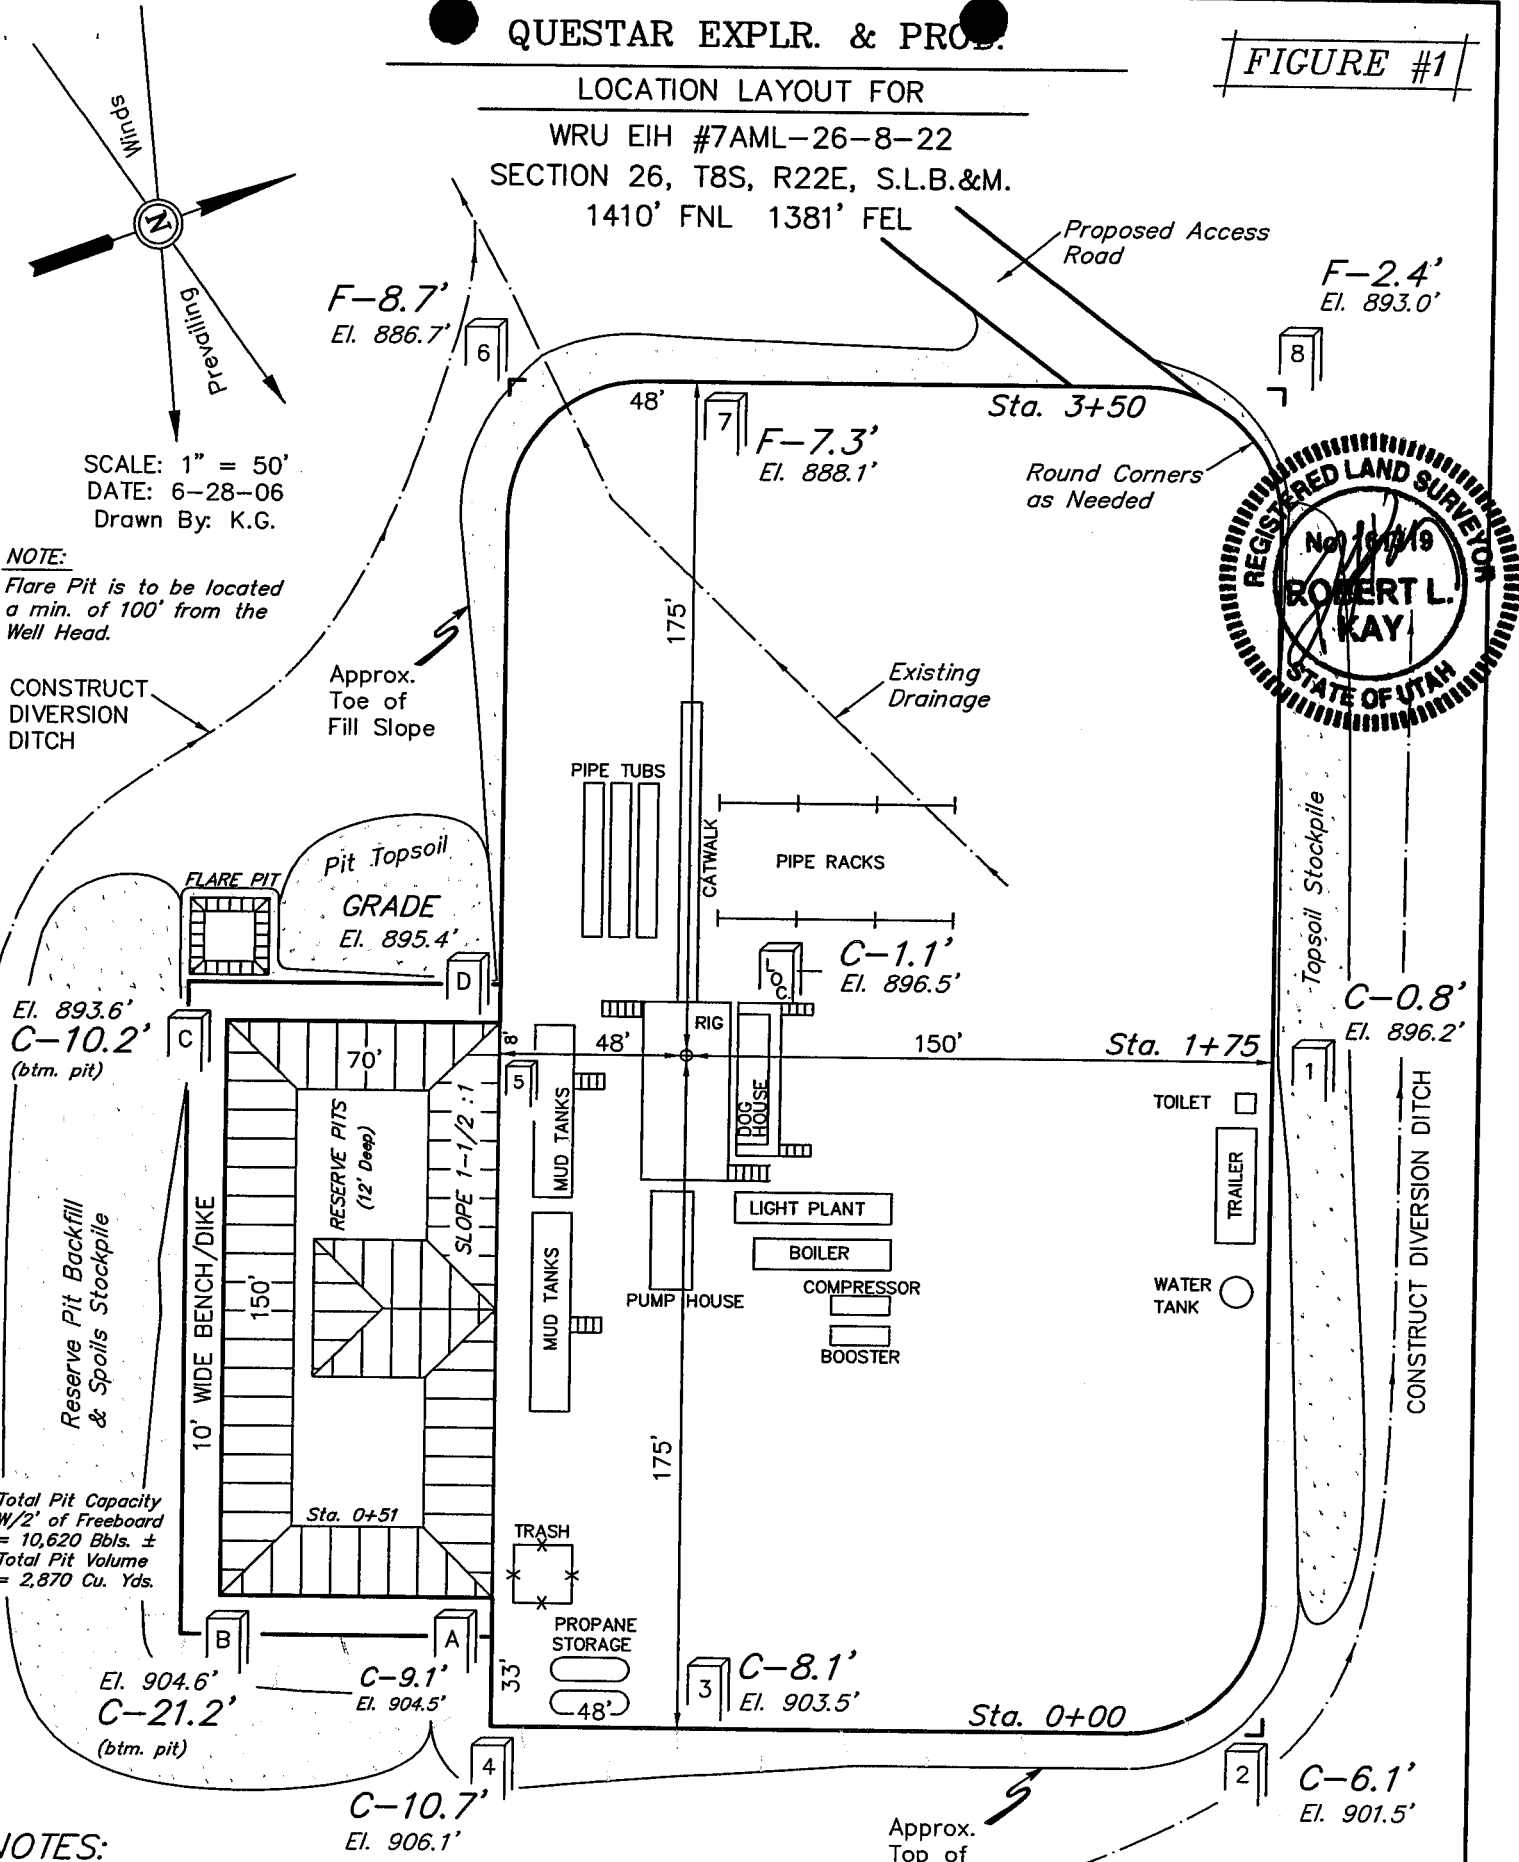 QUESTAR EXPLR. & PROD.
FIGURE #1
LOCATION LAYOUT FOR
WRU EIH #7AML-26-8-22
SECTION 26, T8S, R22E, S.L.B.&M.
1410' FNL 1381' FEL
Winds
N
Prevailing
SCALE: 1" = 50'
DATE: 6-28-06
Drawn By: K.G.
NOTE:
Flare Pit is to be located
a min. of 100' from the
Well Head.
CONSTRUCT
DIVERSION
DITCH
Proposed Access
Road
F-8.7'
El. 886.7'
6
F-2.4'
El. 893.0'
8
48'
7
F-7.3'
El. 888.1'
Sta. 3+50
Round Corners
as Needed
REGISTERED LAND SURVEYOR
No.
ROBERT L.
KAY
STATE OF UTAH
175'
Approx.
Toe of
Fill Slope
Existing
Drainage
PIPE TUBS
CATWALK
PIPE RACKS
Topsoil Stockpile
Pit Topsoil
FLARE PIT
GRADE
El. 895.4'
D
LOC.
C-1.1'
El. 896.5'
El. 893.6'
C-10.2'
(btm. pit)
C
C-0.8'
El. 896.2'
RIG
70'
8'
48'
150'
Sta. 1+75
5
1
MUD TANKS
DOG
HOUSE
TOILET
TRAILER
RESERVE PITS
(12' Deep)
SLOPE 1-1/2 :1
LIGHT PLANT
BOILER
COMPRESSOR
BOOSTER
PUMP HOUSE
MUD TANKS
WATER
TANK
CONSTRUCT DIVERSION DITCH
Reserve Pit Backfill
& Spoils Stockpile
10' WIDE BENCH/DIKE
150'
175'
Total Pit Capacity
W/2' of Freeboard
= 10,620 Bbls. ±
Total Pit Volume
= 2,870 Cu. Yds.
Sta. 0+51
TRASH
PROPANE
STORAGE
B
A
El. 904.6'
C-21.2'
(btm. pit)
C-9.1'
El. 904.5'
33'
48'
3
C-8.1'
El. 903.5'
Sta. 0+00
4
C-10.7'
El. 906.1'
2
C-6.1'
El. 901.5'
Approx.
Top of
NOTES: